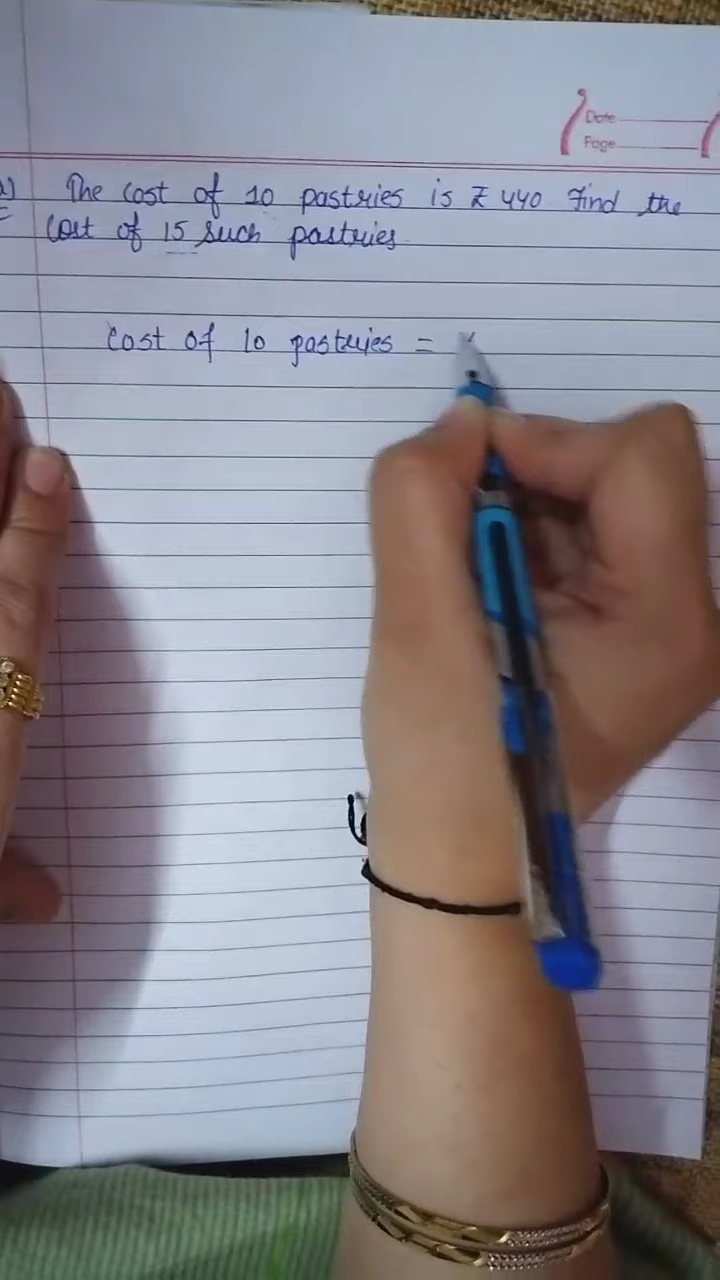 Date
Page
a) The cost of 10 pastries is ₹ 440 Find the
cost of 15 such pastries
Cost of 10 pastries =